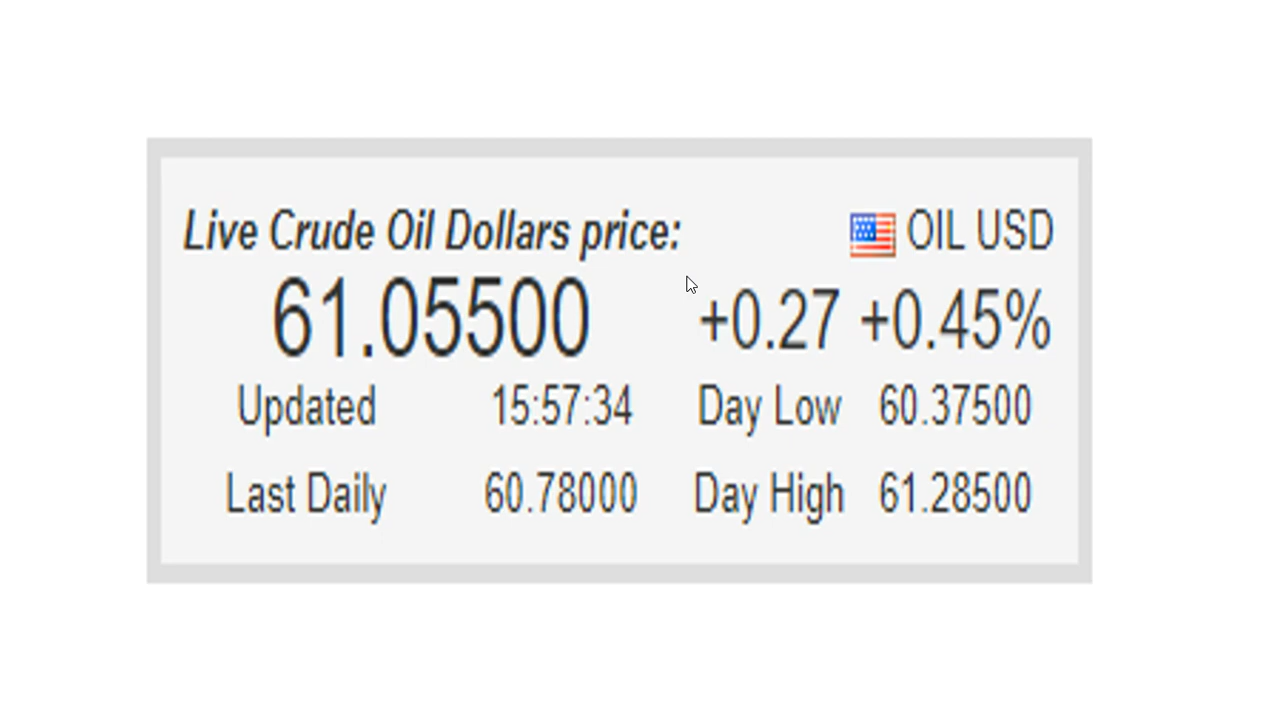 Live Crude Oil Dollars price: OIL USD
61.05500 +0.27 +0.45%
Updated 15:57:34 Day Low 60.37500
Last Daily 60.78000 Day High 61.28500